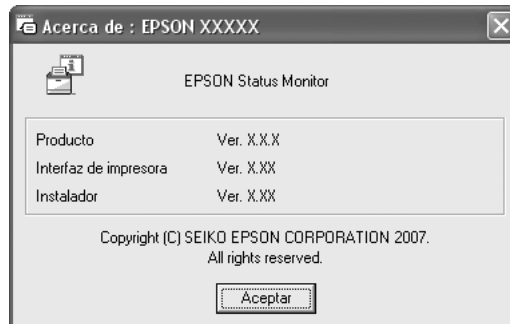 Acerca de : EPSON XXXXX
EPSON Status Monitor
Producto Ver. X.X.X
Interfaz de impresora Ver. X.XX
Instalador Ver. X.XX
Copyright (C) SEIKO EPSON CORPORATION 2007.
All rights reserved.
Aceptar